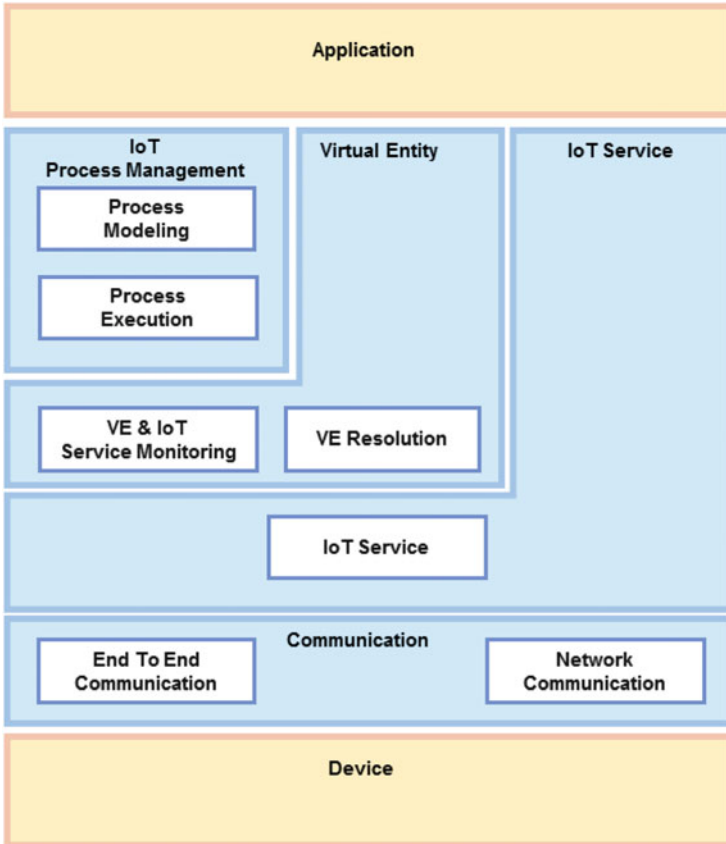 Application
IoT
Process Management
Virtual Entity
IoT Service
Process
Modeling
Process
Execution
VE & IoT
Service Monitoring
VE Resolution
IoT Service
Communication
End To End
Communication
Network
Communication
Device